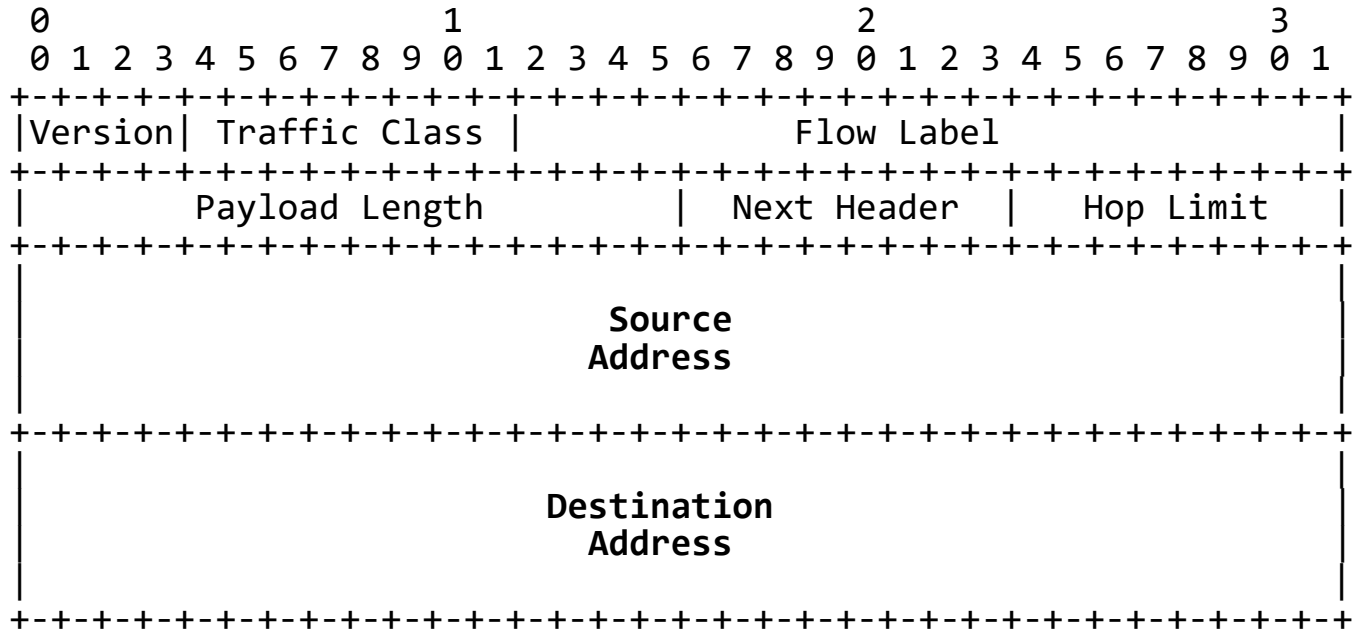 0                   1                   2                   3
0 1 2 3 4 5 6 7 8 9 0 1 2 3 4 5 6 7 8 9 0 1 2 3 4 5 6 7 8 9 0 1
+-+-+-+-+-+-+-+-+-+-+-+-+-+-+-+-+-+-+-+-+-+-+-+-+-+-+-+-+-+-+-+-+
|Version| Traffic Class |             Flow Label                |
+-+-+-+-+-+-+-+-+-+-+-+-+-+-+-+-+-+-+-+-+-+-+-+-+-+-+-+-+-+-+-+-+
|        Payload Length         |  Next Header  |   Hop Limit   |
+-+-+-+-+-+-+-+-+-+-+-+-+-+-+-+-+-+-+-+-+-+-+-+-+-+-+-+-+-+-+-+-+
|                                                               |
|                            Source                             |
|                           Address                             |
|                                                               |
+-+-+-+-+-+-+-+-+-+-+-+-+-+-+-+-+-+-+-+-+-+-+-+-+-+-+-+-+-+-+-+-+
|                                                               |
|                         Destination                           |
|                           Address                             |
|                                                               |
+-+-+-+-+-+-+-+-+-+-+-+-+-+-+-+-+-+-+-+-+-+-+-+-+-+-+-+-+-+-+-+-+